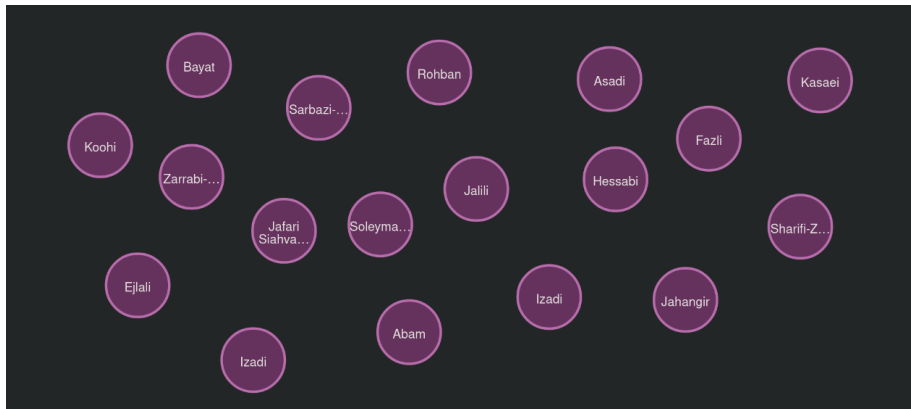 Bayat
Rohban
Asadi
Kasaei
Sarbazi-...
Koohi
Fazli
Zarrabi-...
Hessabi
Jalili
Jafari
Siahva...
Soleyma...
Sharifi-Z...
Ejlali
Izadi
Jahangir
Abam
Izadi